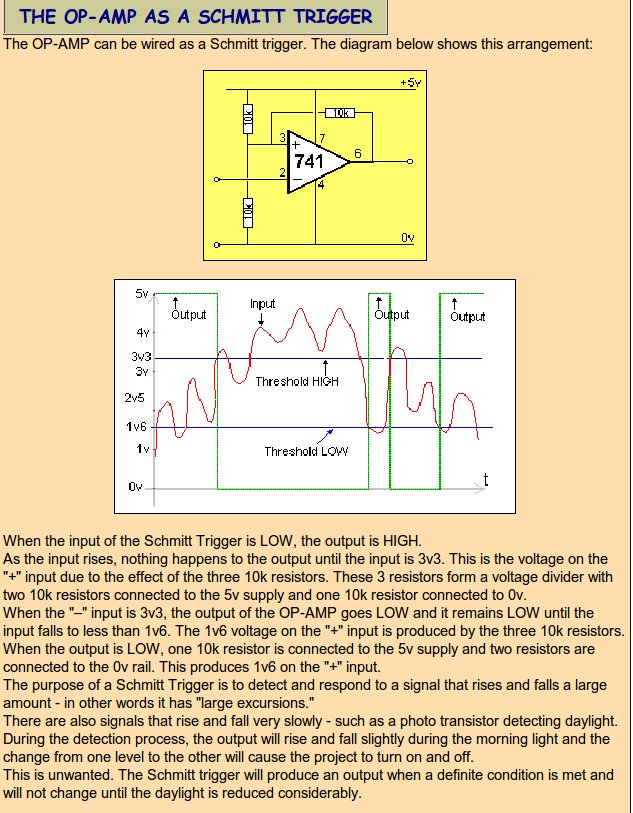 THE OP-AMP AS A SCHMITT TRIGGER
The OP-AMP can be wired as a Schmitt trigger. The diagram below shows this arrangement:
+5v
10k
10k
3
+
7
741
6
2
−
4
10k
0v
5v
Output
Input
Output
Output
4v
3v3
3v
Threshold HIGH
2v5
1v6
1v
Threshold LOW
0v
t
When the input of the Schmitt Trigger is LOW, the output is HIGH.
As the input rises, nothing happens to the output until the input is 3v3. This is the voltage on the
"+" input due to the effect of the three 10k resistors. These 3 resistors form a voltage divider with
two 10k resistors connected to the 5v supply and one 10k resistor connected to 0v.
When the "–" input is 3v3, the output of the OP-AMP goes LOW and it remains LOW until the
input falls to less than 1v6. The 1v6 voltage on the "+" input is produced by the three 10k resistors.
When the output is LOW, one 10k resistor is connected to the 5v supply and two resistors are
connected to the 0v rail. This produces 1v6 on the "+" input.
The purpose of a Schmitt Trigger is to detect and respond to a signal that rises and falls a large
amount - in other words it has "large excursions."
There are also signals that rise and fall very slowly - such as a photo transistor detecting daylight.
During the detection process, the output will rise and fall slightly during the morning light and the
change from one level to the other will cause the project to turn on and off.
This is unwanted. The Schmitt trigger will produce an output when a definite condition is met and
will not change until the daylight is reduced considerably.